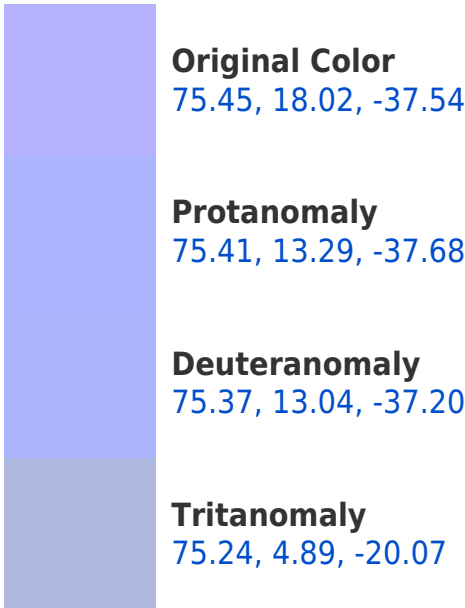 Original Color
75.45, 18.02, -37.54
Protanomaly
75.41, 13.29, -37.68
Deuteranomaly
75.37, 13.04, -37.20
Tritanomaly
75.24, 4.89, -20.07